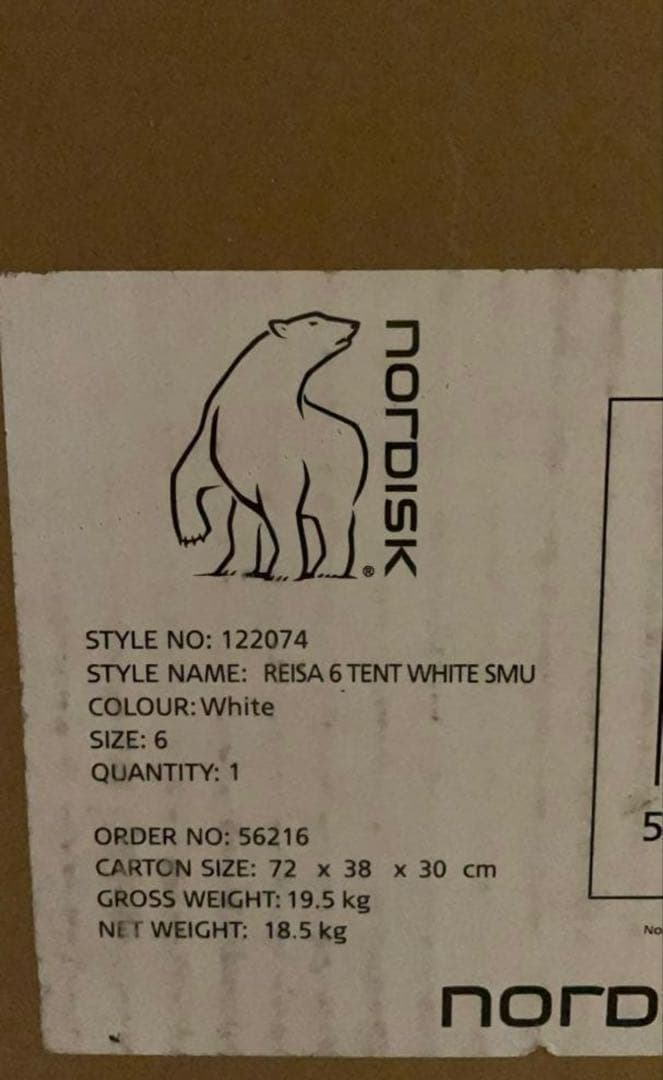 nordisk
®
STYLE NO: 122074
STYLE NAME: REISA 6 TENT WHITE SMU
COLOUR: White
SIZE: 6
QUANTITY: 1
ORDER NO: 56216
CARTON SIZE: 72 x 38 x 30 cm
GROSS WEIGHT: 19.5 kg
NET WEIGHT: 18.5 kg
5
No
nord